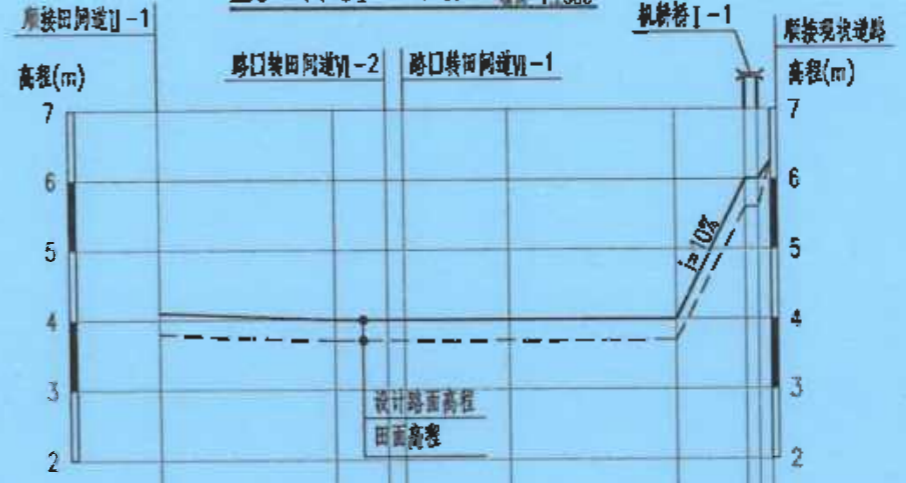 机耕桥Ⅰ-1
顺接田间道Ⅱ-1
顺接现状道路
高程(m)
路口转田间道Ⅵ-2
路口转田间道Ⅵ-1
高程(m)
7
7
6
6
5
5
i=10%
4
4
3
3
设计路面高程
田面高程
2
2